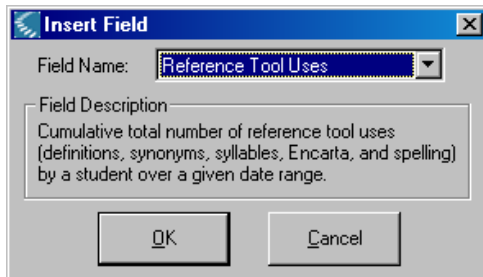 Insert Field
Field Name: Reference Tool Uses
Field Description
Cumulative total number of reference tool uses
(definitions, synonyms, syllables, Encarta, and spelling)
by a student over a given date range.
OK Cancel